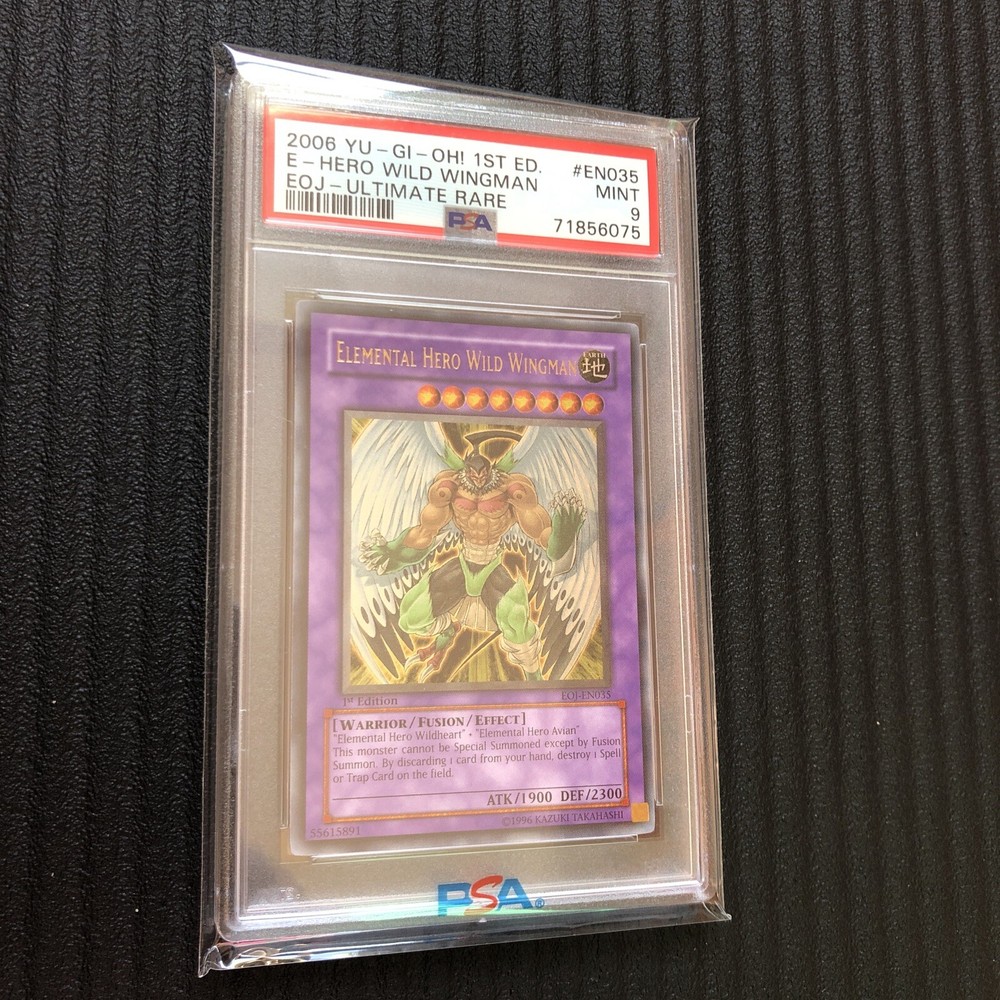 2006 YU-GI-OH! 1ST ED. #EN035
E-HERO WILD WINGMAN MINT
EOJ-ULTIMATE RARE 9
PSA 71856075
ELEMENTAL HERO WILD WINGMAN
EARTH
地
1st Edition EOJ-EN035
[WARRIOR/FUSION/EFFECT]
"Elemental Hero Wildheart" + "Elemental Hero Avian"
This monster cannot be Special Summoned except by Fusion
Summon. By discarding 1 card from your hand, destroy 1 Spell
or Trap Card on the field.
ATK/1900 DEF/2300
55615891 ©1996 KAZUKI TAKAHASHI
PSA®